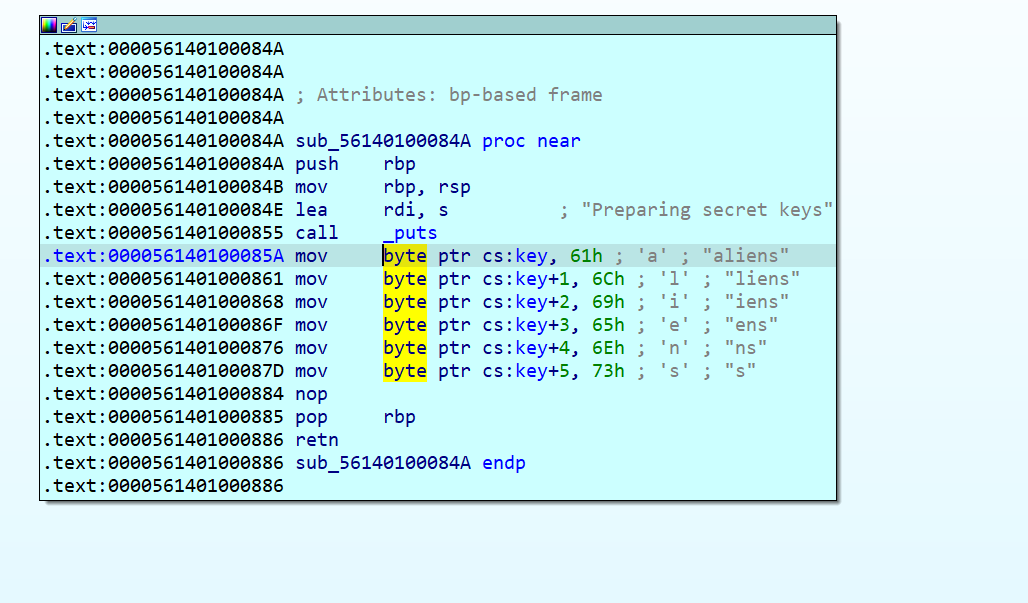 .text:000056140100084A
.text:000056140100084A
.text:000056140100084A ; Attributes: bp-based frame
.text:000056140100084A
.text:000056140100084A sub_56140100084A proc near
.text:000056140100084A push    rbp
.text:000056140100084B mov     rbp, rsp
.text:000056140100084E lea     rdi, s          ; "Preparing secret keys"
.text:0000561401000855 call    _puts
.text:000056140100085A mov     byte ptr cs:key, 61h ; 'a' ; "aliens"
.text:0000561401000861 mov     byte ptr cs:key+1, 6Ch ; 'l' ; "liens"
.text:0000561401000868 mov     byte ptr cs:key+2, 69h ; 'i' ; "iens"
.text:000056140100086F mov     byte ptr cs:key+3, 65h ; 'e' ; "ens"
.text:0000561401000876 mov     byte ptr cs:key+4, 6Eh ; 'n' ; "ns"
.text:000056140100087D mov     byte ptr cs:key+5, 73h ; 's' ; "s"
.text:0000561401000884 nop
.text:0000561401000885 pop     rbp
.text:0000561401000886 retn
.text:0000561401000886 sub_56140100084A endp
.text:0000561401000886